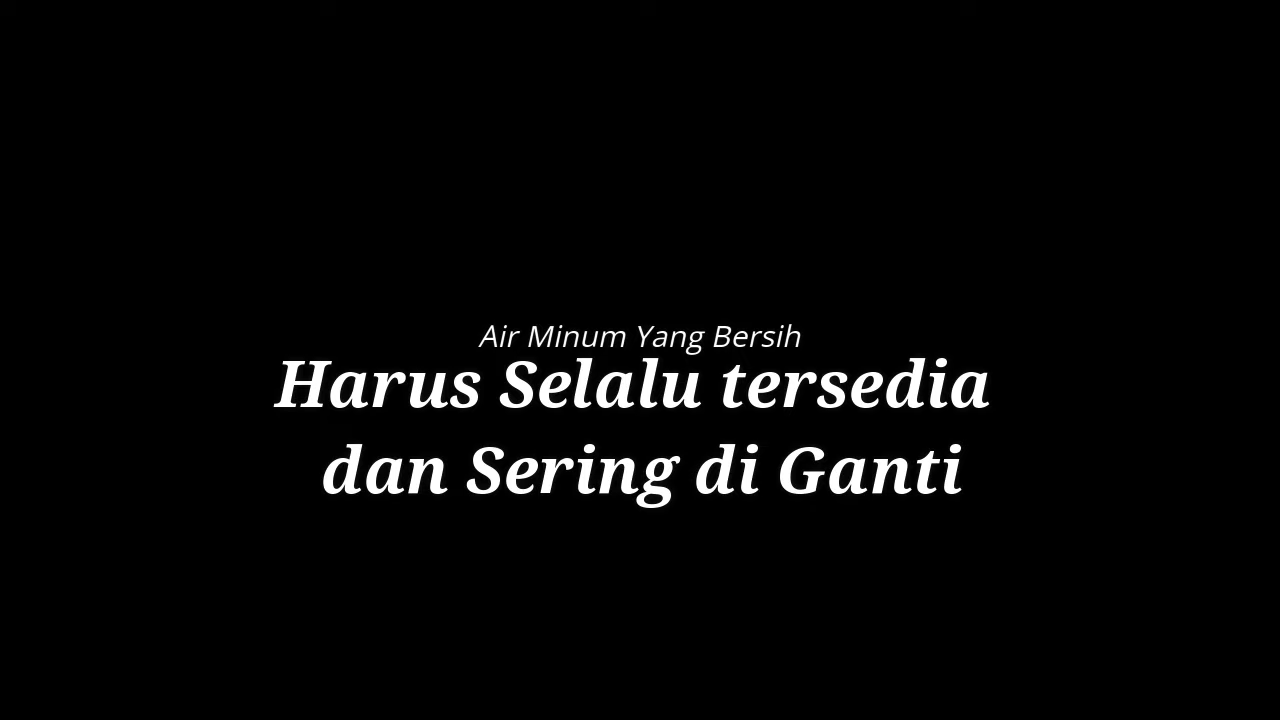 Air Minum Yang Bersih
Harus Selalu tersedia
dan Sering di Ganti